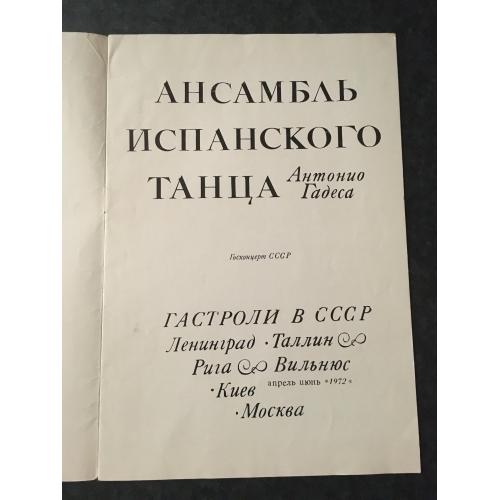 АНСАМБЛЬ
ИСПАНСКОГО
ТАНЦА Антонио Гадеса
Госконцерт СССР
ГАСТРОЛИ В СССР
Ленинград · Таллин
Рига Вильнюс
· Киев апрель июнь *1972*
· Москва